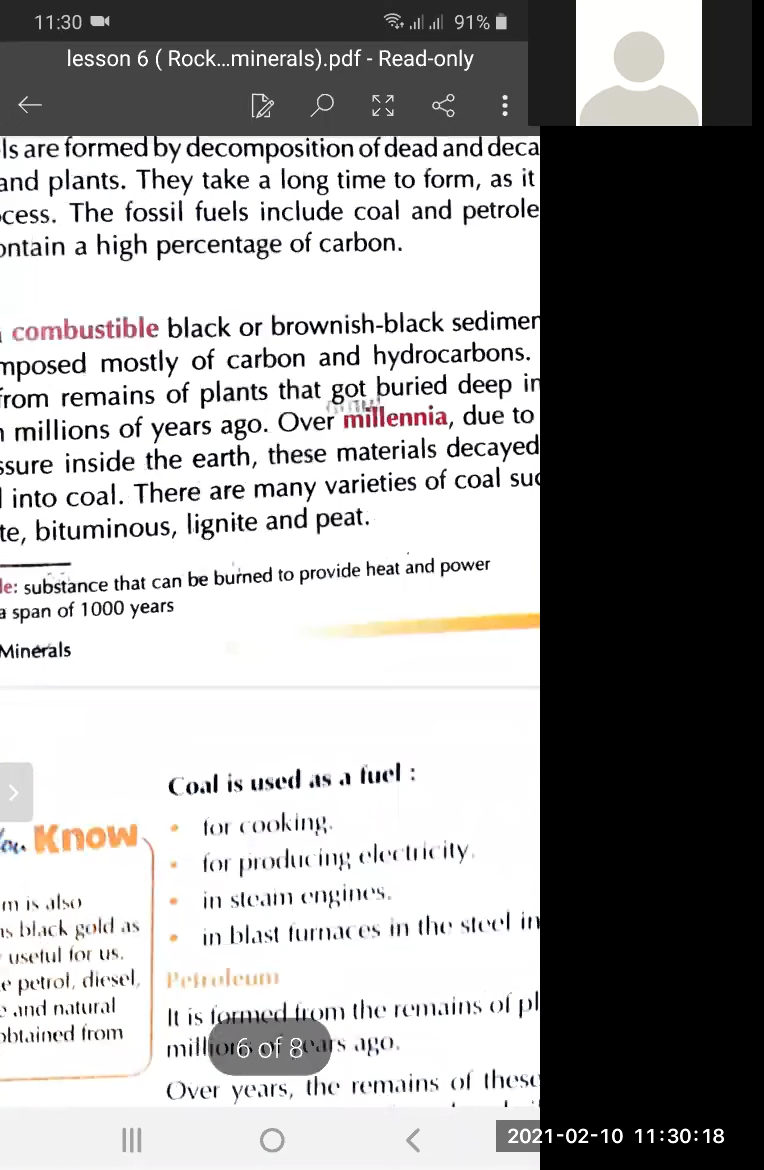 11:30
91%
lesson 6 ( Rock...minerals).pdf - Read-only
ls are formed by decomposition of dead and deca
and plants. They take a long time to form, as it
cess. The fossil fuels include coal and petrole
ontain a high percentage of carbon.
combustible black or brownish-black sedimen
mposed mostly of carbon and hydrocarbons.
from remains of plants that got buried deep in
millions of years ago. Over millennia, due to
ssure inside the earth, these materials decayed
into coal. There are many varieties of coal suc
te, bituminous, lignite and peat.
le: substance that can be burned to provide heat and power
a span of 1000 years
Minerals
Coal is used as a fuel :
• for cooking.
• for producing electricity.
• in steam engines.
• in blast furnaces in the steel in
You Know
m is also
as black gold as
useful for us.
e petrol, diesel,
and natural
obtained from
Petroleum
It is formed from the remains of pl
millions of years ago.
6 of 8
Over years, the remains of these
2021-02-10 11:30:18